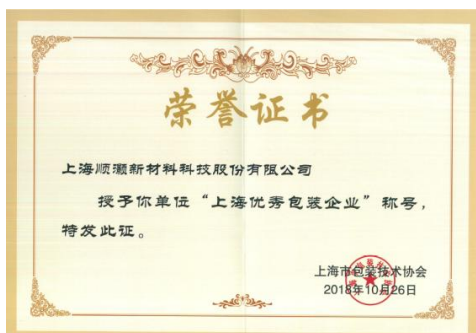 荣誉证书
上海顺灏新材料科技股份有限公司
授予你单位“上海优秀包装企业”称号，
特发此证。
上海市包装技术协会
2018年10月26日